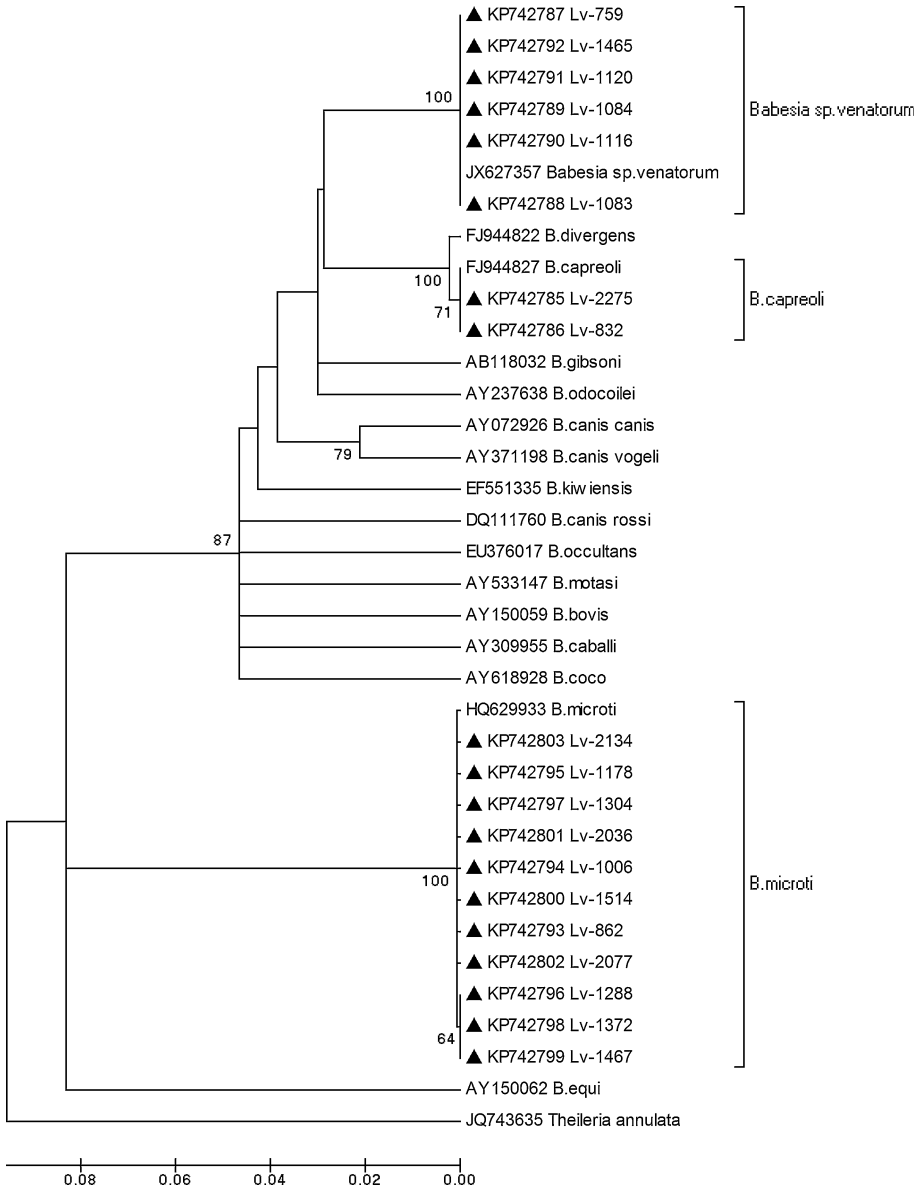 KP742787 Lv-759
KP742792 Lv-1465
KP742791 Lv-1120
100
KP742789 Lv-1084
Babesia sp.venatorum
KP742790 Lv-1116
JX627357 Babesia sp.venatorum
KP742788 Lv-1083
FJ944822 B.divergens
FJ944827 B.capreoli
100
KP742785 Lv-2275
B.capreoli
71
KP742786 Lv-832
AB118032 B.gibsoni
AY237638 B.odocoilei
AY072926 B.canis canis
79
AY371198 B.canis vogeli
EF551335 B.kiwiensis
DQ111760 B.canis rossi
87
EU376017 B.occultans
AY533147 B.motasi
AY150059 B.bovis
AY309955 B.caballi
AY618928 B.coco
HQ629933 B.microti
KP742803 Lv-2134
KP742795 Lv-1178
KP742797 Lv-1304
KP742801 Lv-2036
KP742794 Lv-1006
100
B.microti
KP742800 Lv-1514
KP742793 Lv-862
KP742802 Lv-2077
KP742796 Lv-1288
KP742798 Lv-1372
64
KP742799 Lv-1467
AY150062 B.equi
JQ743635 Theileria annulata
0.08 0.06 0.04 0.02 0.00